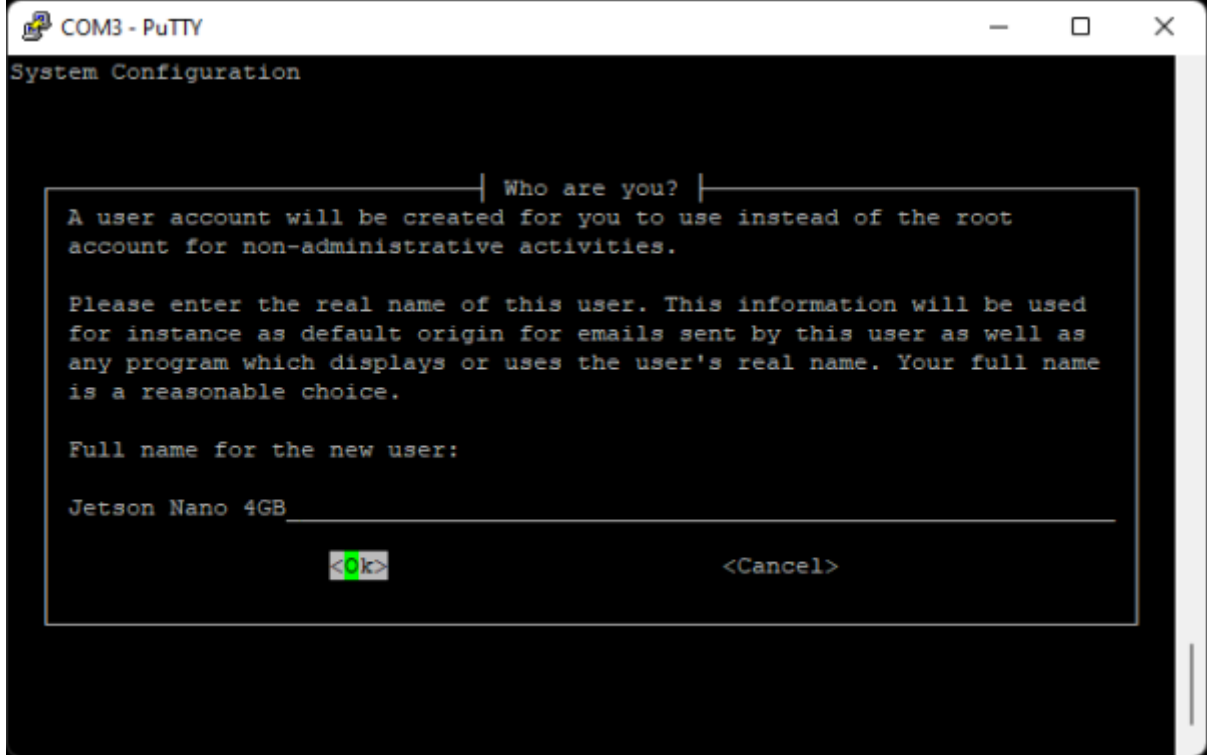 COM3 - PuTTY
System Configuration
Who are you?
A user account will be created for you to use instead of the root
account for non-administrative activities.
Please enter the real name of this user. This information will be used
for instance as default origin for emails sent by this user as well as
any program which displays or uses the user's real name. Your full name
is a reasonable choice.
Full name for the new user:
Jetson Nano 4GB
<Ok> <Cancel>